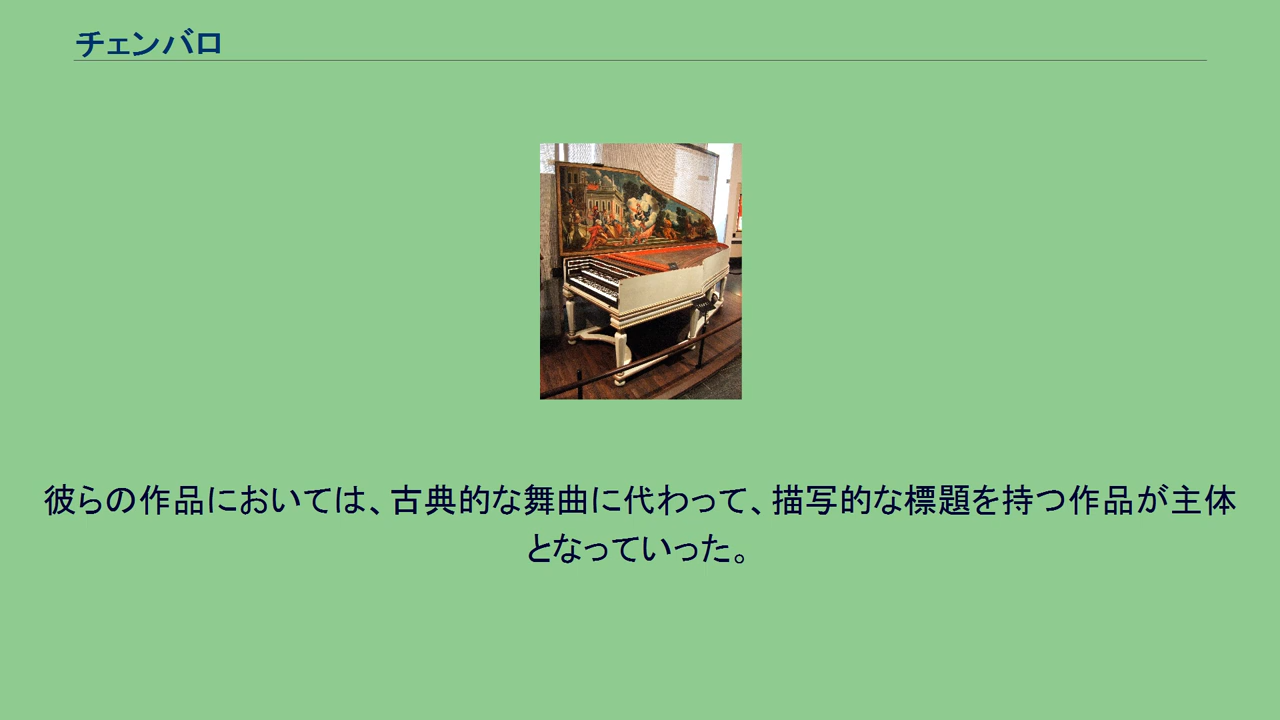 チェンバロ
彼らの作品においては、古典的な舞曲に代わって、描写的な標題を持つ作品が主体
となっていった。